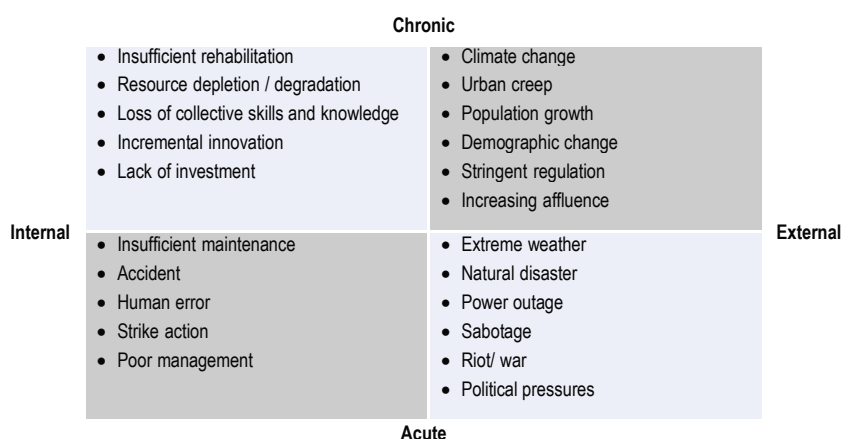 Chronic
• Insufficient rehabilitation
• Resource depletion / degradation
• Loss of collective skills and knowledge
• Incremental innovation
• Lack of investment
• Climate change
• Urban creep
• Population growth
• Demographic change
• Stringent regulation
• Increasing affluence
Internal
External
• Insufficient maintenance
• Accident
• Human error
• Strike action
• Poor management
• Extreme weather
• Natural disaster
• Power outage
• Sabotage
• Riot/ war
• Political pressures
Acute